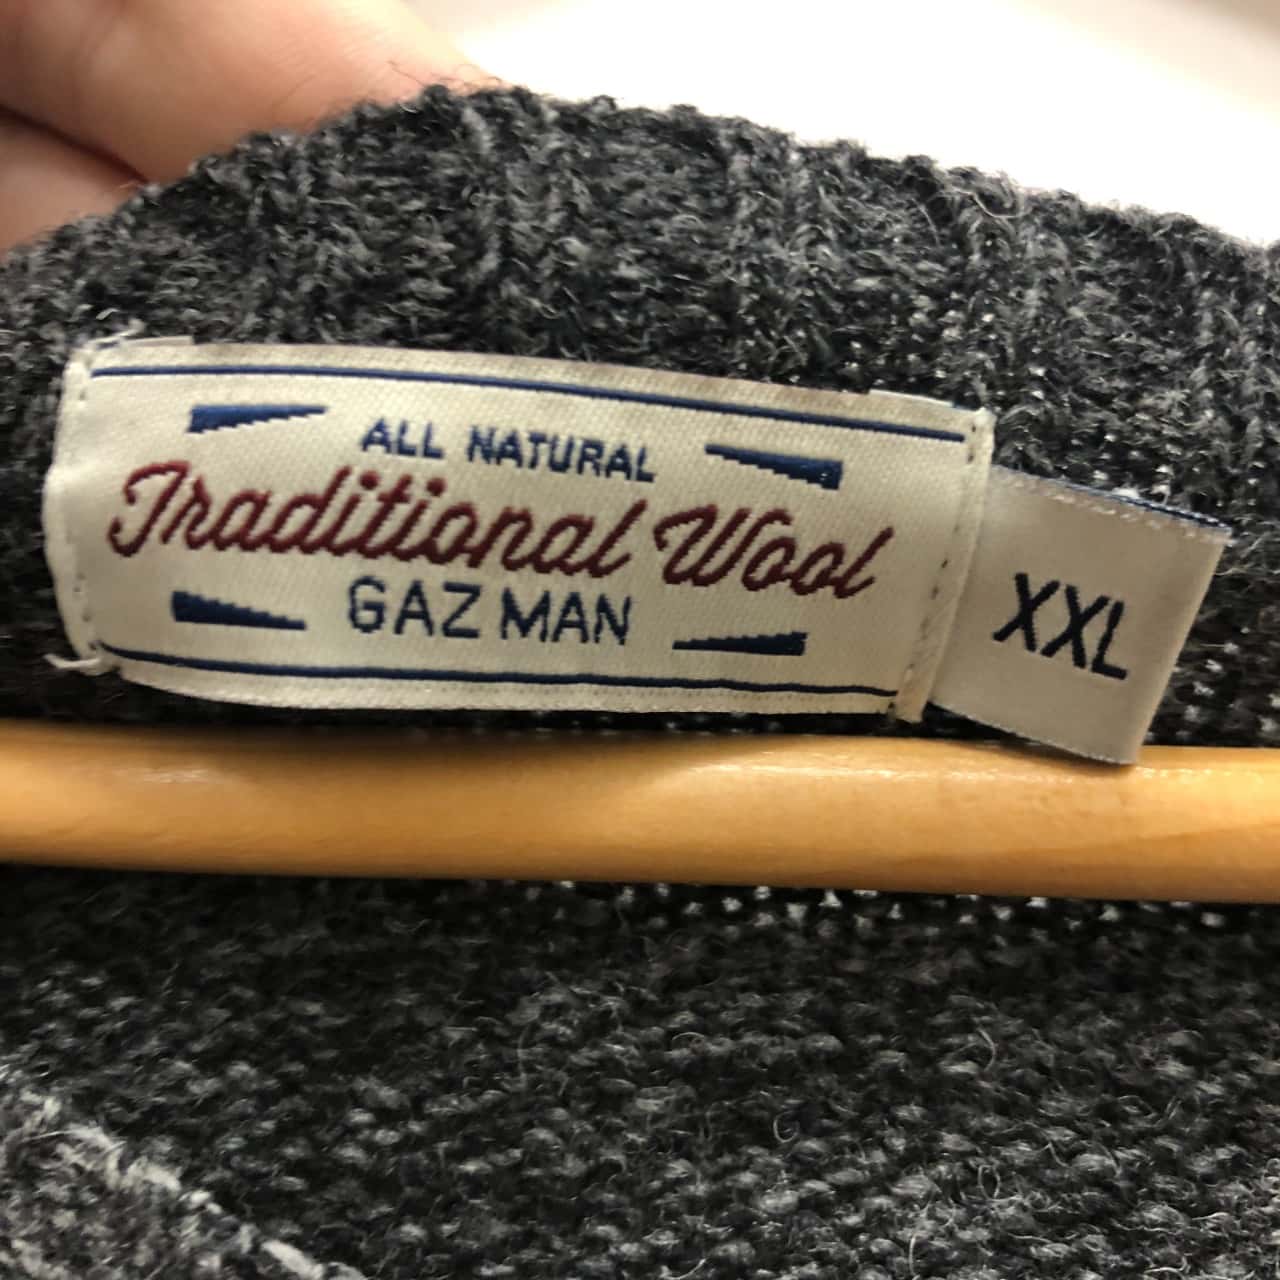 ALL NATURAL
Traditional Wool
GAZ MAN
XXL